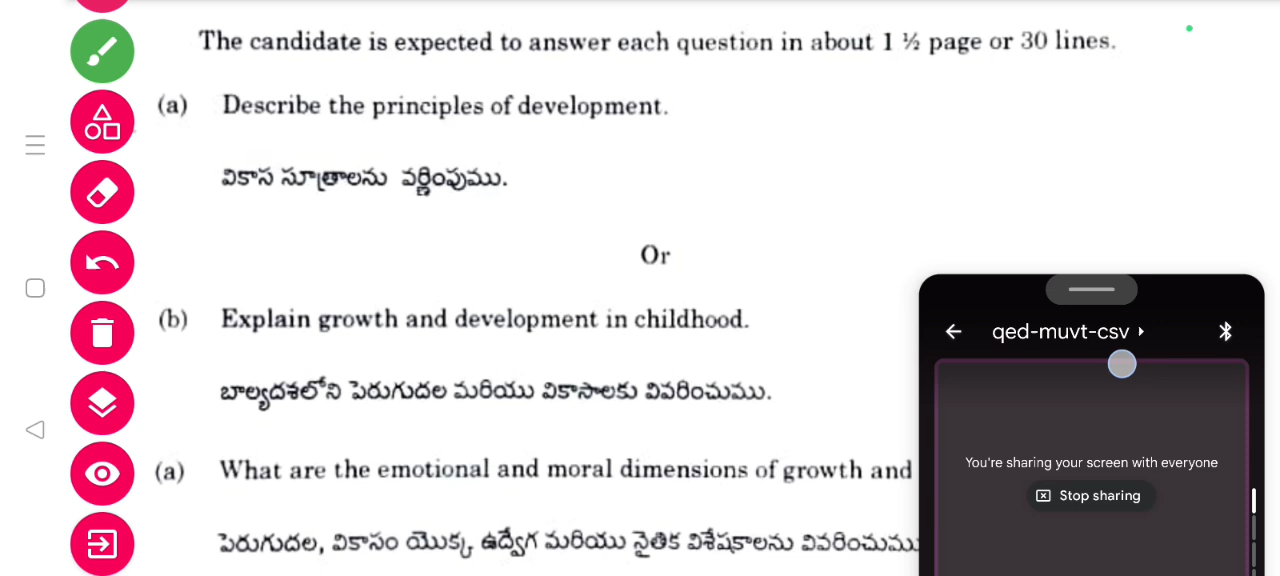 The candidate is expected to answer each question in about 1 ½ page or 30 lines.
(a) Describe the principles of development.
వికాస సూత్రాలను వర్ణింపుము.
Or
(b) Explain growth and development in childhood.
బాల్యదశలోని పెరుగుదల మరియు వికాసాలకు వివరించుము.
(a) What are the emotional and moral dimensions of growth and
పెరుగుదల, వికాసం యొక్క ఉద్వేగ మరియు నైతిక విశేషకాలను వివరించుము
qed-muvt-csv
You're sharing your screen with everyone
Stop sharing